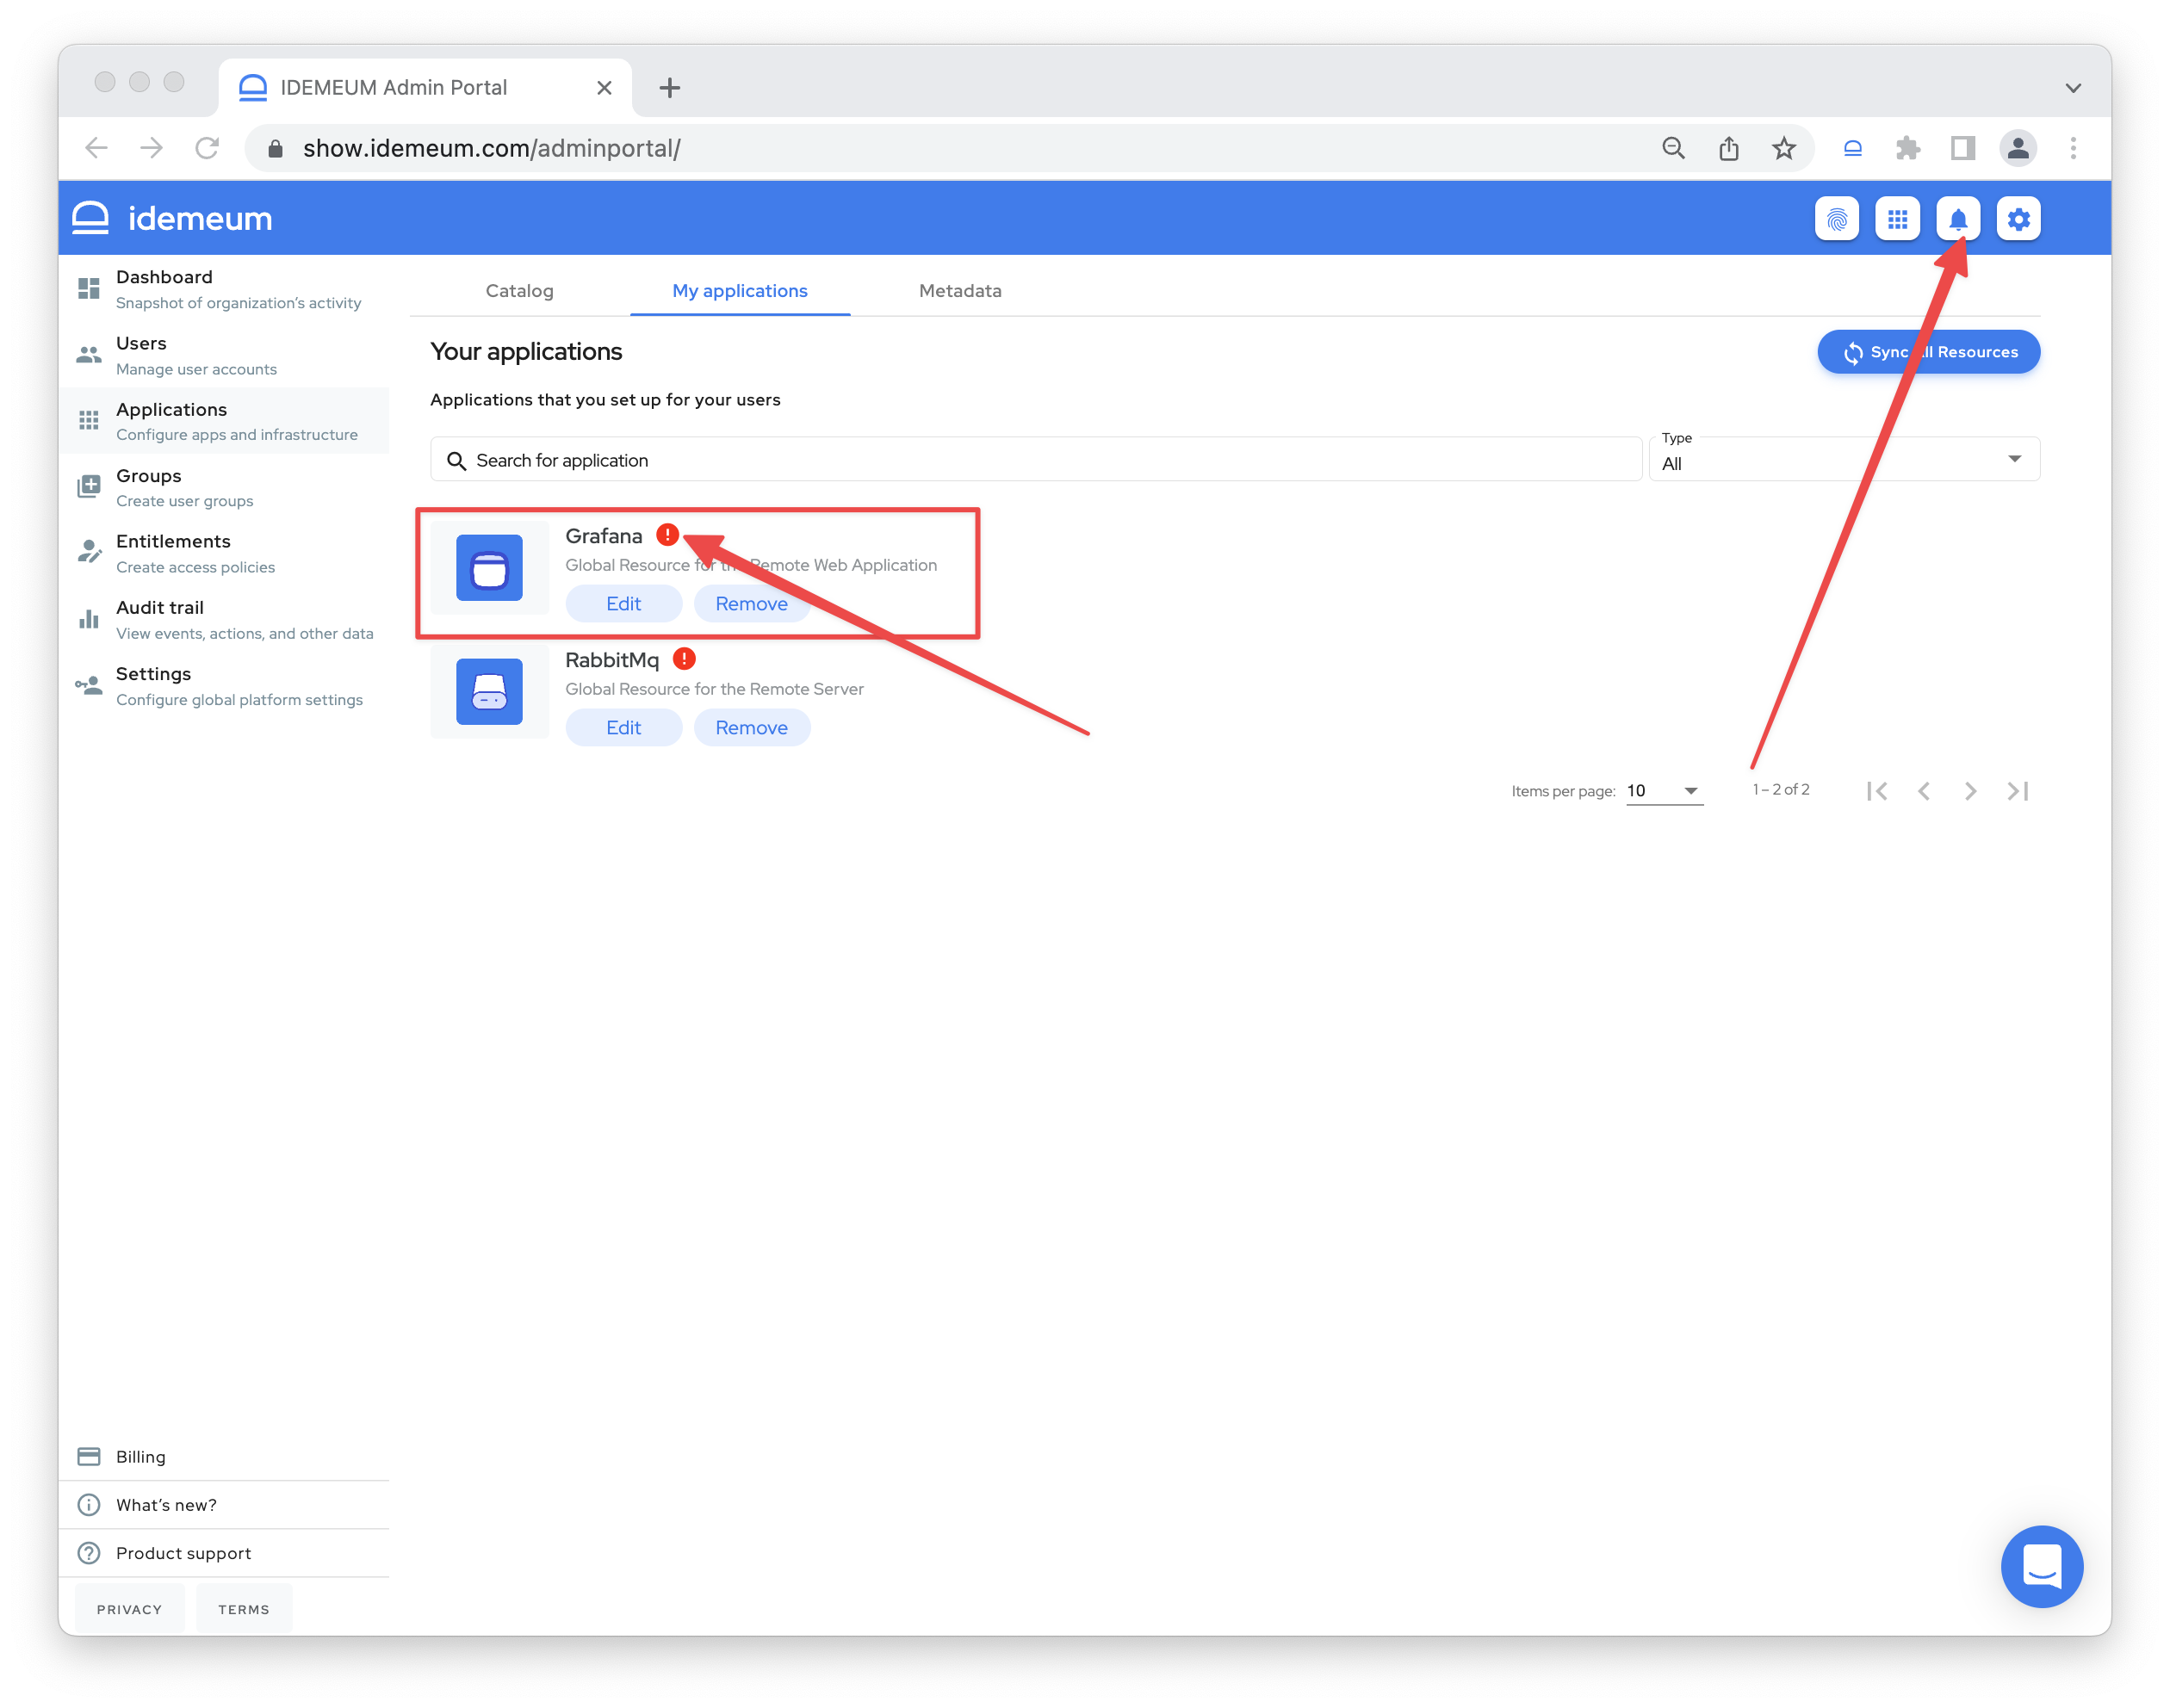 IDEMEUM Admin Portal
show.idemeum.com/adminportal/
idemeum
Dashboard
Snapshot of organization's activity
Users
Manage user accounts
Applications
Configure apps and infrastructure
Groups
Create user groups
Entitlements
Create access policies
Audit trail
View events, actions, and other data
Settings
Configure global platform settings
Catalog My applications Metadata
Your applications
Sync All Resources
Applications that you set up for your users
Search for application
Type
All
Grafana
Global Resource for the Remote Web Application
Edit Remove
RabbitMq
Global Resource for the Remote Server
Edit Remove
Items per page: 10 1 – 2 of 2
Billing
What's new?
Product support
PRIVACY TERMS